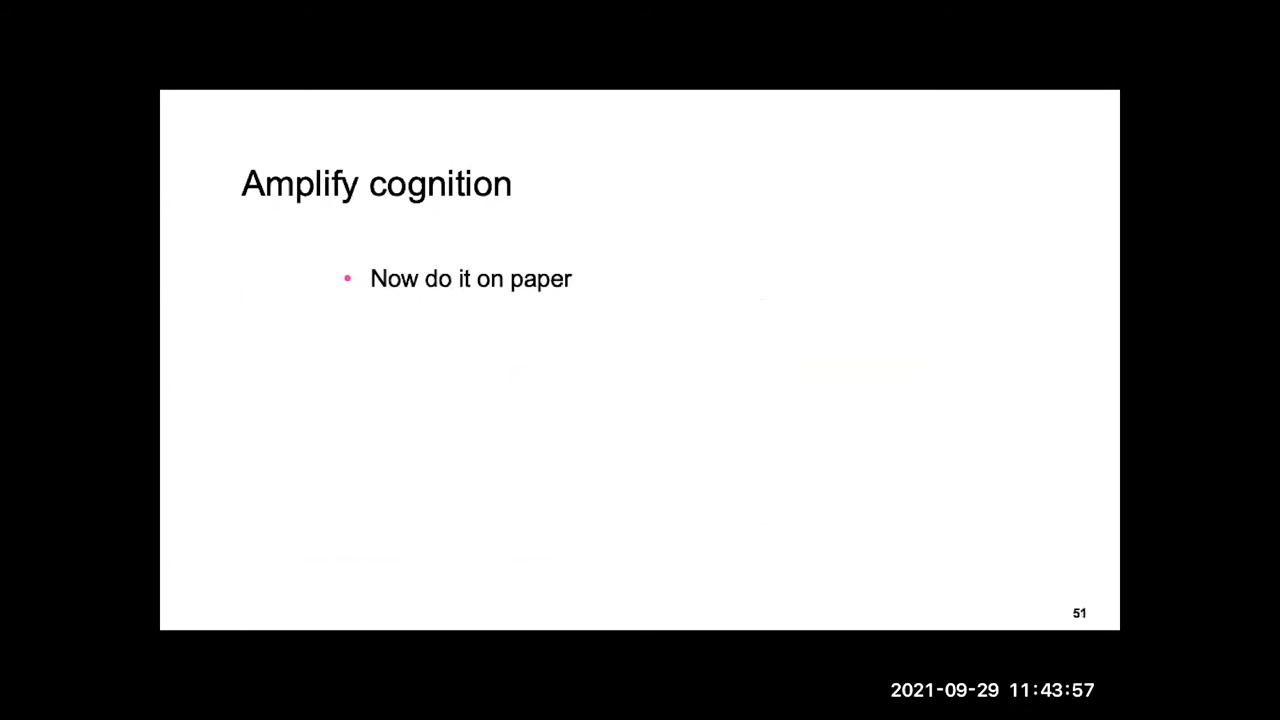 Amplify cognition
• Now do it on paper
51
2021-09-29 11:43:57